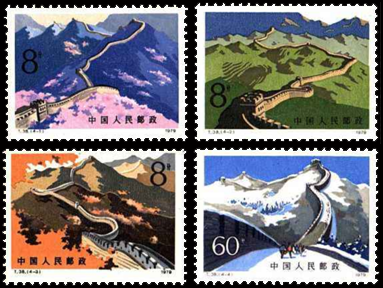 8分
中国人民邮政
T.38.(4-1) 1979
8分
中国人民邮政
T.38.(4-2) 1979
8分
中国人民邮政
T.38.(4-3) 1979
60分
中国人民邮政
T.38.(4-4) 1979